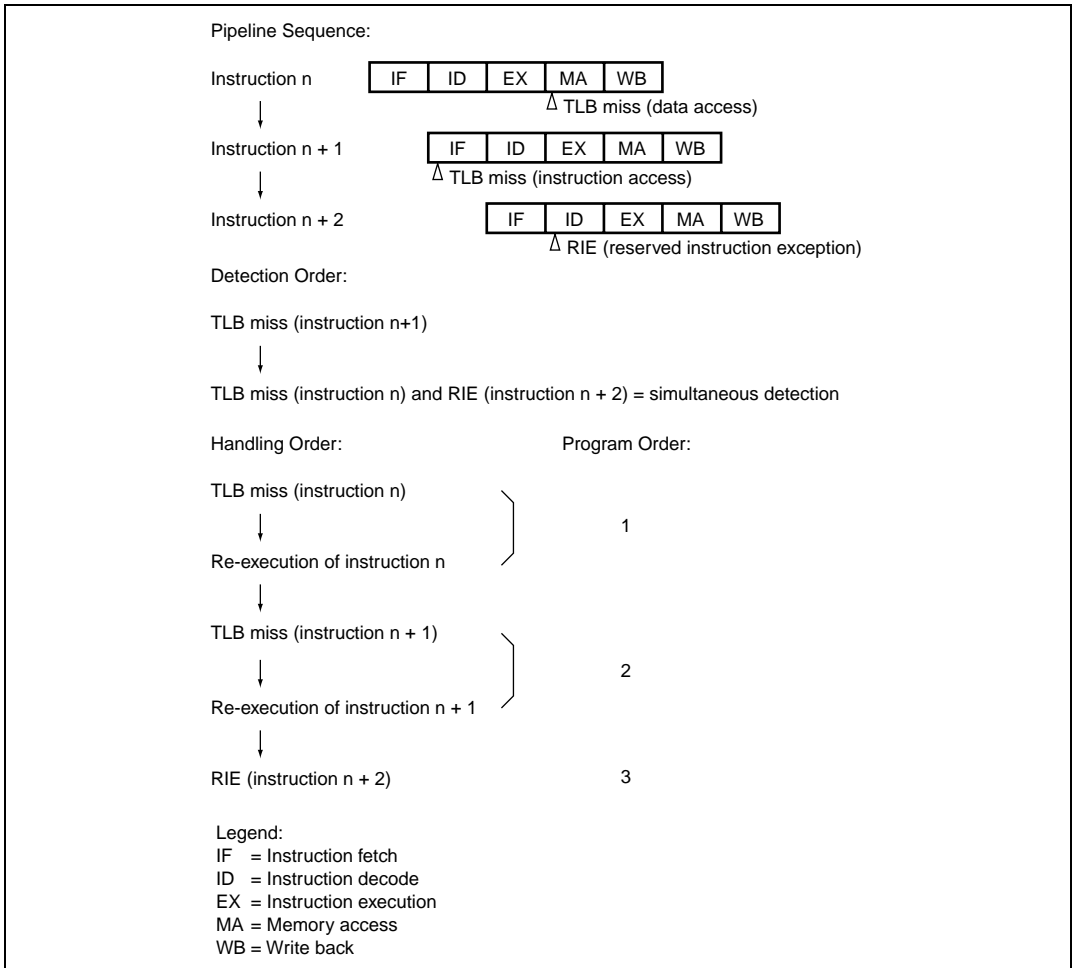 Pipeline Sequence:
Instruction n IF ID EX MA WB
TLB miss (data access)
Instruction n + 1 IF ID EX MA WB
TLB miss (instruction access)
Instruction n + 2 IF ID EX MA WB
RIE (reserved instruction exception)
Detection Order:
TLB miss (instruction n+1)
TLB miss (instruction n) and RIE (instruction n + 2) = simultaneous detection
Handling Order: Program Order:
TLB miss (instruction n)
1
Re-execution of instruction n
TLB miss (instruction n + 1)
2
Re-execution of instruction n + 1
RIE (instruction n + 2) 3
Legend:
IF = Instruction fetch
ID = Instruction decode
EX = Instruction execution
MA = Memory access
WB = Write back